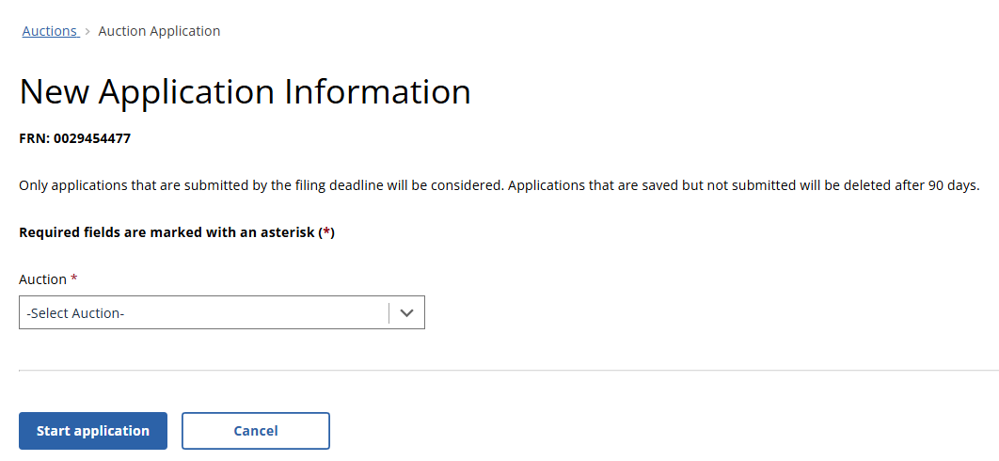 Auctions > Auction Application
New Application Information
FRN: 0029454477
Only applications that are submitted by the filing deadline will be considered. Applications that are saved but not submitted will be deleted after 90 days.
Required fields are marked with an asterisk (*)
Auction *
-Select Auction-
Start application Cancel